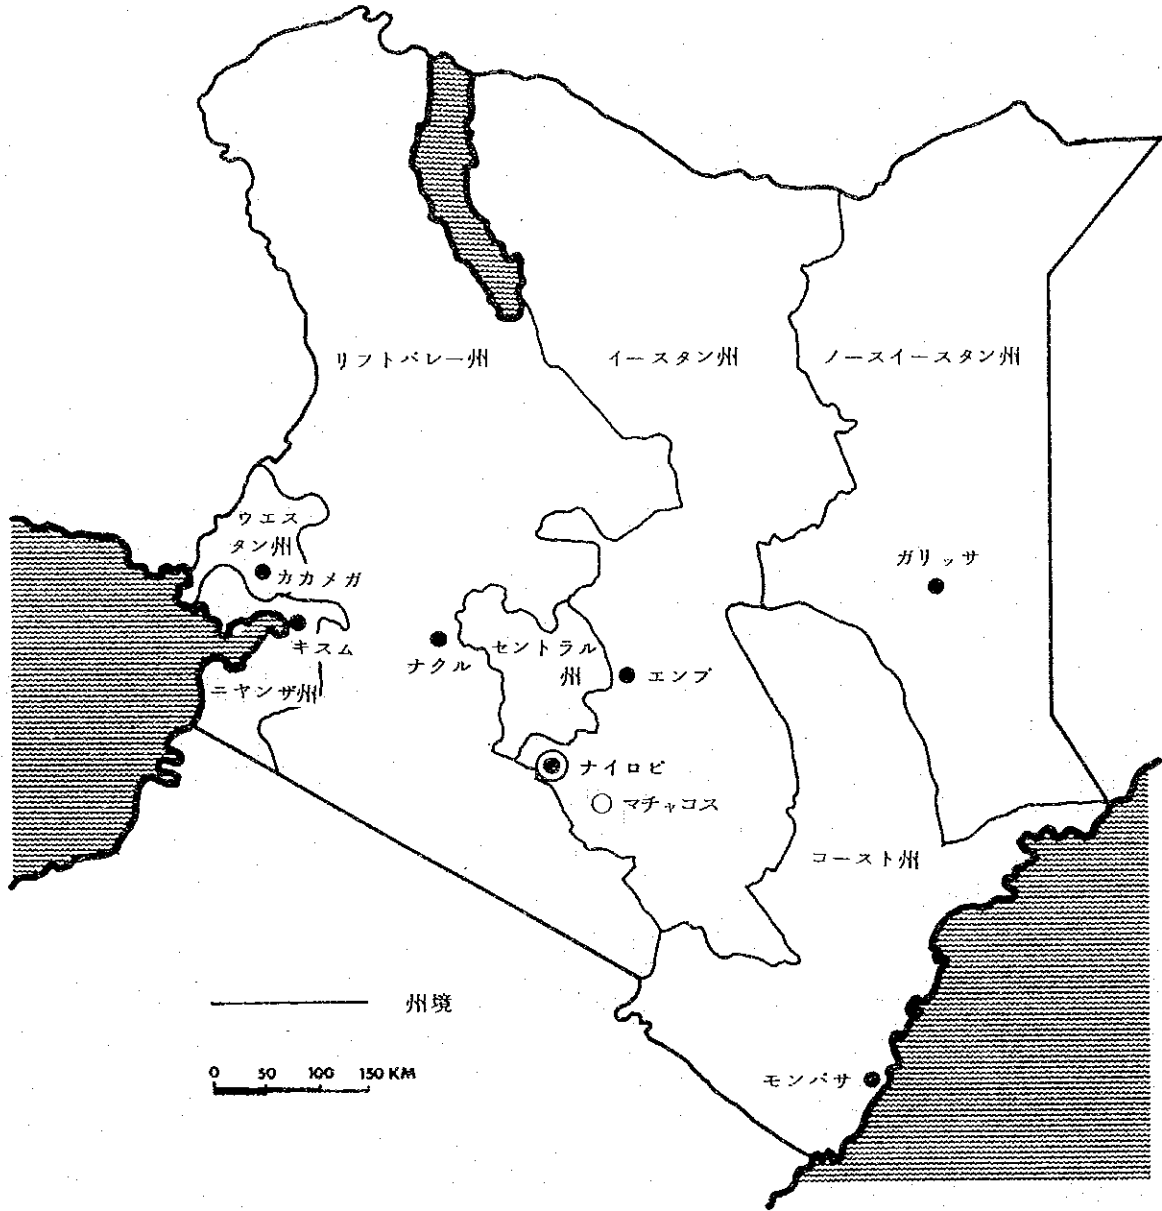 リフトバレー州
イースタン州
ノースイースタン州
ウエス
タン州
カカメガ
ガリッサ
キスム
ナクル
セントラル
州
エンブ
ニヤンザ州
ナイロビ
マチャコス
コースト州
州境
0 50 100 150 KM
モンバサ